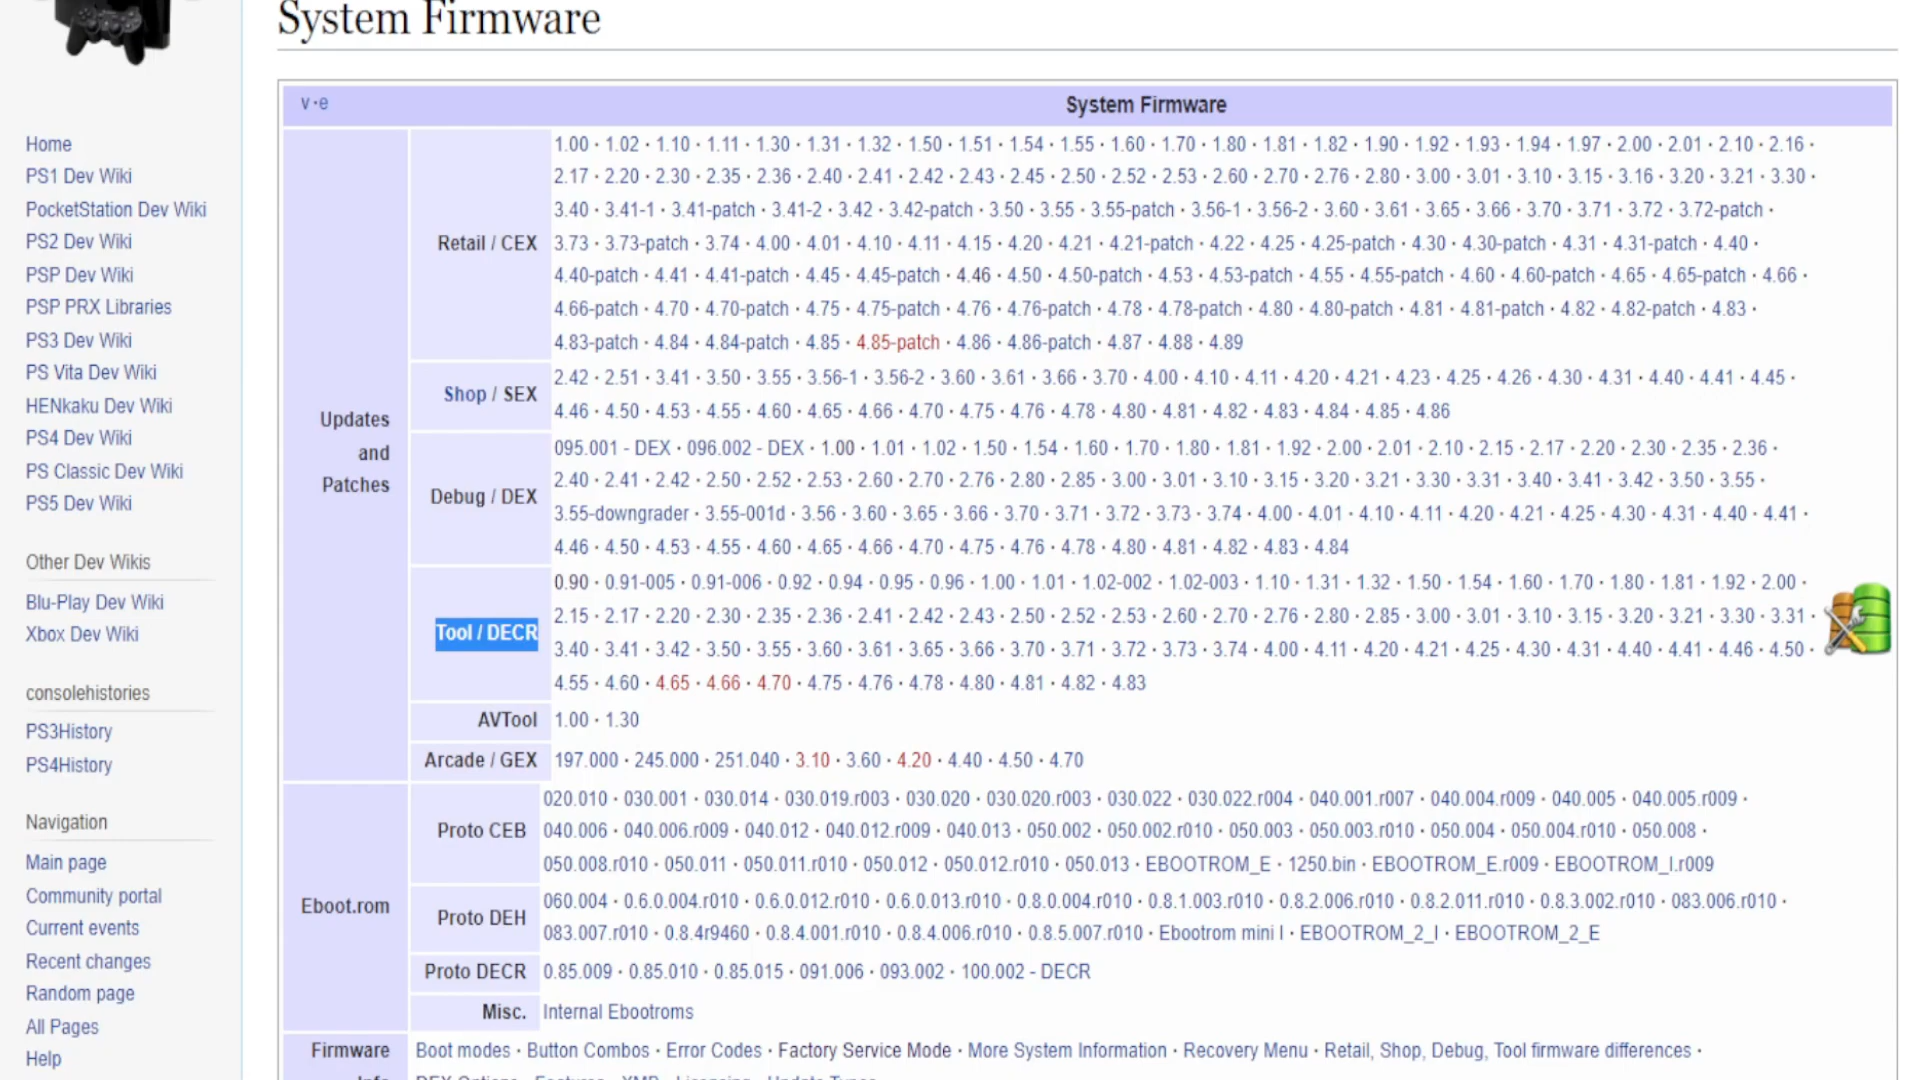 System Firmware
v·e
System Firmware
Home
PS1 Dev Wiki
PocketStation Dev Wiki
PS2 Dev Wiki
PSP Dev Wiki
PSP PRX Libraries
PS3 Dev Wiki
PS Vita Dev Wiki
HENkaku Dev Wiki
PS4 Dev Wiki
PS Classic Dev Wiki
PS5 Dev Wiki
Other Dev Wikis
Blu-Play Dev Wiki
Xbox Dev Wiki
consolehistories
PS3History
PS4History
Navigation
Main page
Community portal
Current events
Recent changes
Random page
All Pages
Help
Updates
and
Patches
Retail / CEX
1.00 · 1.02 · 1.10 · 1.11 · 1.30 · 1.31 · 1.32 · 1.50 · 1.51 · 1.54 · 1.55 · 1.60 · 1.70 · 1.80 · 1.81 · 1.82 · 1.90 · 1.92 · 1.93 · 1.94 · 1.97 · 2.00 · 2.01 · 2.10 · 2.16 ·
2.17 · 2.20 · 2.30 · 2.35 · 2.36 · 2.40 · 2.41 · 2.42 · 2.43 · 2.45 · 2.50 · 2.52 · 2.53 · 2.60 · 2.70 · 2.76 · 2.80 · 3.00 · 3.01 · 3.10 · 3.15 · 3.16 · 3.20 · 3.21 · 3.30 ·
3.40 · 3.41-1 · 3.41-patch · 3.41-2 · 3.42 · 3.42-patch · 3.50 · 3.55 · 3.55-patch · 3.56-1 · 3.56-2 · 3.60 · 3.61 · 3.65 · 3.66 · 3.70 · 3.71 · 3.72 · 3.72-patch ·
3.73 · 3.73-patch · 3.74 · 4.00 · 4.01 · 4.10 · 4.11 · 4.15 · 4.20 · 4.21 · 4.21-patch · 4.22 · 4.25 · 4.25-patch · 4.30 · 4.30-patch · 4.31 · 4.31-patch · 4.40 ·
4.40-patch · 4.41 · 4.41-patch · 4.45 · 4.45-patch · 4.46 · 4.50 · 4.50-patch · 4.53 · 4.53-patch · 4.55 · 4.55-patch · 4.60 · 4.60-patch · 4.65 · 4.65-patch · 4.66 ·
4.66-patch · 4.70 · 4.70-patch · 4.75 · 4.75-patch · 4.76 · 4.76-patch · 4.78 · 4.78-patch · 4.80 · 4.80-patch · 4.81 · 4.81-patch · 4.82 · 4.82-patch · 4.83 ·
4.83-patch · 4.84 · 4.84-patch · 4.85 · 4.85-patch · 4.86 · 4.86-patch · 4.87 · 4.88 · 4.89
Shop / SEX
2.42 · 2.51 · 3.41 · 3.50 · 3.55 · 3.56-1 · 3.56-2 · 3.60 · 3.61 · 3.66 · 3.70 · 4.00 · 4.10 · 4.11 · 4.20 · 4.21 · 4.23 · 4.25 · 4.26 · 4.30 · 4.31 · 4.40 · 4.41 · 4.45 ·
4.46 · 4.50 · 4.53 · 4.55 · 4.60 · 4.65 · 4.66 · 4.70 · 4.75 · 4.76 · 4.78 · 4.80 · 4.81 · 4.82 · 4.83 · 4.84 · 4.85 · 4.86
Debug / DEX
095.001 - DEX · 096.002 - DEX · 1.00 · 1.01 · 1.02 · 1.50 · 1.54 · 1.60 · 1.70 · 1.80 · 1.81 · 1.92 · 2.00 · 2.01 · 2.10 · 2.15 · 2.17 · 2.20 · 2.30 · 2.35 · 2.36 ·
2.40 · 2.41 · 2.42 · 2.50 · 2.52 · 2.53 · 2.60 · 2.70 · 2.76 · 2.80 · 2.85 · 3.00 · 3.01 · 3.10 · 3.15 · 3.20 · 3.21 · 3.30 · 3.31 · 3.40 · 3.41 · 3.42 · 3.50 · 3.55 ·
3.55-downgrader · 3.55-001d · 3.56 · 3.60 · 3.65 · 3.66 · 3.70 · 3.71 · 3.72 · 3.73 · 3.74 · 4.00 · 4.01 · 4.10 · 4.11 · 4.20 · 4.21 · 4.25 · 4.30 · 4.31 · 4.40 · 4.41 ·
4.46 · 4.50 · 4.53 · 4.55 · 4.60 · 4.65 · 4.66 · 4.70 · 4.75 · 4.76 · 4.78 · 4.80 · 4.81 · 4.82 · 4.83 · 4.84
Tool / DECR
0.90 · 0.91-005 · 0.91-006 · 0.92 · 0.94 · 0.95 · 0.96 · 1.00 · 1.01 · 1.02-002 · 1.02-003 · 1.10 · 1.31 · 1.32 · 1.50 · 1.54 · 1.60 · 1.70 · 1.80 · 1.81 · 1.92 · 2.00 ·
2.15 · 2.17 · 2.20 · 2.30 · 2.35 · 2.36 · 2.41 · 2.42 · 2.43 · 2.50 · 2.52 · 2.53 · 2.60 · 2.70 · 2.76 · 2.80 · 2.85 · 3.00 · 3.01 · 3.10 · 3.15 · 3.20 · 3.21 · 3.30 · 3.31 ·
3.40 · 3.41 · 3.42 · 3.50 · 3.55 · 3.60 · 3.61 · 3.65 · 3.66 · 3.70 · 3.71 · 3.72 · 3.73 · 3.74 · 4.00 · 4.11 · 4.20 · 4.21 · 4.25 · 4.30 · 4.31 · 4.40 · 4.41 · 4.46 · 4.50 ·
4.55 · 4.60 · 4.65 · 4.66 · 4.70 · 4.75 · 4.76 · 4.78 · 4.80 · 4.81 · 4.82 · 4.83
AVTool
1.00 · 1.30
Arcade / GEX
197.000 · 245.000 · 251.040 · 3.10 · 3.60 · 4.20 · 4.40 · 4.50 · 4.70
Eboot.rom
Proto CEB
020.010 · 030.001 · 030.014 · 030.019.r003 · 030.020 · 030.020.r003 · 030.022 · 030.022.r004 · 040.001.r007 · 040.004.r009 · 040.005 · 040.005.r009 ·
040.006 · 040.006.r009 · 040.012 · 040.012.r009 · 040.013 · 050.002 · 050.002.r010 · 050.003 · 050.003.r010 · 050.004 · 050.004.r010 · 050.008 ·
050.008.r010 · 050.011 · 050.011.r010 · 050.012 · 050.012.r010 · 050.013 · EBOOTROM_E · 1250.bin · EBOOTROM_E.r009 · EBOOTROM_I.r009
Proto DEH
060.004 · 0.6.0.004.r010 · 0.6.0.012.r010 · 0.6.0.013.r010 · 0.8.0.004.r010 · 0.8.1.003.r010 · 0.8.2.006.r010 · 0.8.2.011.r010 · 0.8.3.002.r010 · 083.006.r010 ·
083.007.r010 · 0.8.4r9460 · 0.8.4.001.r010 · 0.8.4.006.r010 · 0.8.5.007.r010 · Ebootrom mini I · EBOOTROM_2_I · EBOOTROM_2_E
Proto DECR
0.85.009 · 0.85.010 · 0.85.015 · 091.006 · 093.002 · 100.002 - DECR
Misc.
Internal Ebootroms
Firmware
Info
Boot modes · Button Combos · Error Codes · Factory Service Mode · More System Information · Recovery Menu · Retail, Shop, Debug, Tool firmware differences ·
DEX Options · Features · XMB · Licensing · Update Types